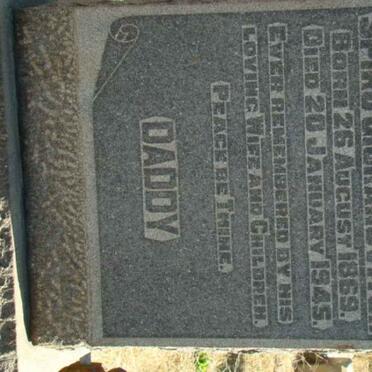 Born 26 August 1869.
Died 20 January 1945.
Ever remembered by his
Loving Wife and Children.
Peace be Thine.
DADDY